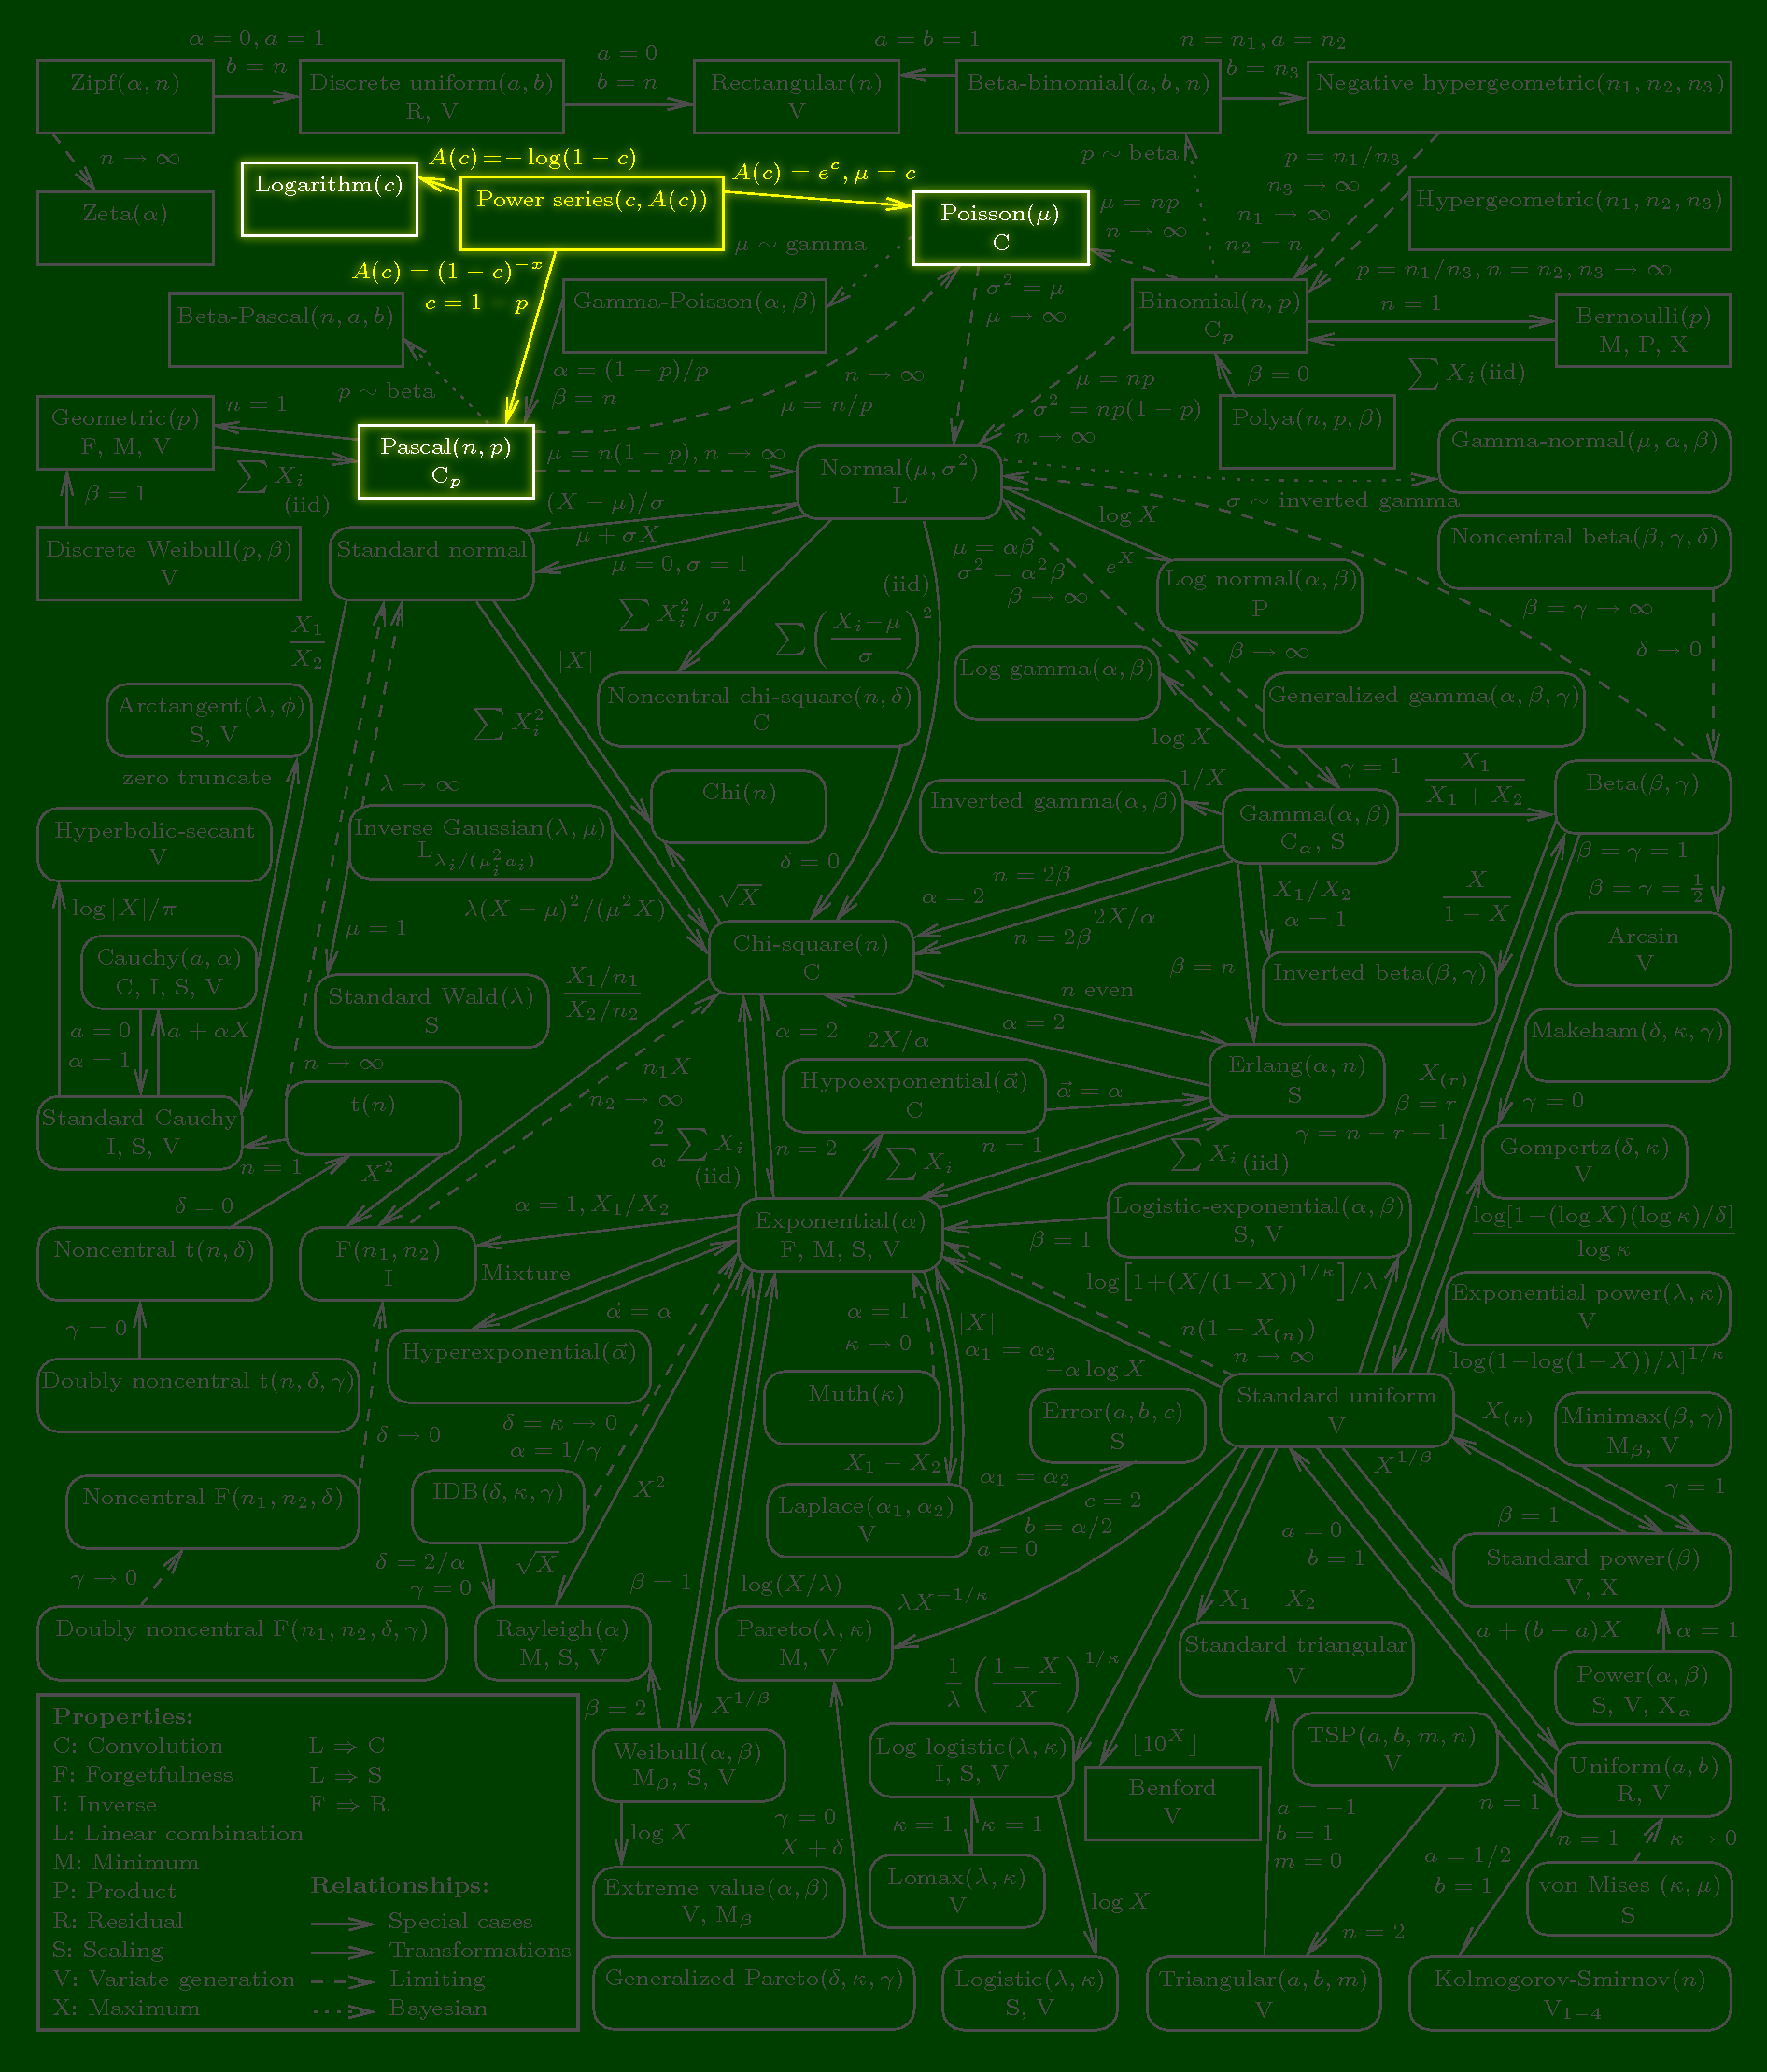 α = 0, a = 1
b = n
a = 0
b = n
a = b = 1
n = n₁, a = n₂
b = n₃
Zipf(α, n)
Discrete uniform(a, b)
R, V
Rectangular(n)
V
Beta-binomial(a, b, n)
Negative hypergeometric(n₁, n₂, n₃)
n → ∞
A(c) = − log(1 − c)
A(c) = eᶜ, μ = c
p ∼ beta
p = n₁/n₃
n₃ → ∞
n₁ → ∞
n₂ = n
Zeta(α)
Logarithm(c)
Power series(c, A(c))
Poisson(μ)
C
μ = np
n → ∞
Hypergeometric(n₁, n₂, n₃)
p = n₁/n₃, n = n₂, n₃ → ∞
μ ∼ gamma
A(c) = (1 − c)⁻ˣ
c = 1 − p
σ² = μ
μ → ∞
Beta-Pascal(n, a, b)
Gamma-Poisson(α, β)
Binomial(n, p)
Cₚ
n = 1
Bernoulli(p)
M, P, X
∑ Xᵢ (iid)
p ∼ beta
α = (1 − p)/p
β = n
n → ∞
μ = n/p
μ = np
σ² = np(1 − p)
n → ∞
β = 0
Polya(n, p, β)
Geometric(p)
F, M, V
n = 1
∑ Xᵢ
(iid)
Pascal(n, p)
Cₚ
μ = n(1 − p), n → ∞
Normal(μ, σ²)
L
Gamma-normal(μ, α, β)
σ ∼ inverted gamma
β = 1
Discrete Weibull(p, β)
V
Standard normal
(X − μ)/σ
μ + σX
μ = 0, σ = 1
log X
eˣ
μ = αβ
σ² = α²β
β → ∞
Log normal(α, β)
P
Noncentral beta(β, γ, δ)
β = γ → ∞
δ → 0
(iid)
∑ Xᵢ²/σ²
∑ ((Xᵢ−μ)/σ)²
X₁/X₂
|X|
β → ∞
Log gamma(α, β)
Generalized gamma(α, β, γ)
Arctangent(λ, φ)
S, V
∑ Xᵢ²
Noncentral chi-square(n, δ)
C
log X
zero truncate
λ → ∞
Chi(n)
1/X
γ = 1
X₁/(X₁ + X₂)
Beta(β, γ)
Hyperbolic-secant
V
Inverse Gaussian(λ, μ)
L_{λᵢ/(μᵢ²aᵢ)}
Inverted gamma(α, β)
Gamma(α, β)
C_α, S
β = γ = 1
β = γ = ½
δ = 0
log |X|/π
λ(X − μ)²/(μ²X)
√X
α = 2
n = 2β
2X/α
n = 2β
X₁/X₂
α = 1
X/(1 − X)
Arcsin
V
μ = 1
Cauchy(a, α)
C, I, S, V
Standard Wald(λ)
S
(X₁/n₁)/(X₂/n₂)
Chi-square(n)
C
β = n
Inverted beta(β, γ)
n even
α = 2
a = 0
α = 1
a + αX
α = 2
2X/α
Makeham(δ, κ, γ)
n → ∞
n₁X
n₂ → ∞
Hypoexponential(α⃗)
C
α⃗ = α
Erlang(α, n)
S
X₍ᵣ₎
β = r
γ = n − r + 1
γ = 0
Standard Cauchy
I, S, V
t(n)
n = 1
X²
(2/α) ∑ Xᵢ
(iid)
n = 2
∑ Xᵢ
n = 1
∑ Xᵢ (iid)
Gompertz(δ, κ)
V
δ = 0
α = 1, X₁/X₂
Exponential(α)
F, M, S, V
Logistic-exponential(α, β)
S, V
β = 1
log[1−(log X)(log κ)/δ]
log κ
Noncentral t(n, δ)
F(n₁, n₂)
I
Mixture
α⃗ = α
log[1+(X/(1−X))^{1/κ}]/λ
Exponential power(λ, κ)
V
[log(1−log(1−X))/λ]^{1/κ}
γ = 0
Hyperexponential(α⃗)
α = 1
κ → 0
|X|
α₁ = α₂
n(1 − X₍ₙ₎)
n → ∞
−α log X
Doubly noncentral t(n, δ, γ)
Muth(κ)
Error(a, b, c)
S
Standard uniform
V
X₍ₙ₎
Minimax(β, γ)
M_β, V
δ → 0
δ = κ → 0
α = 1/γ
X²
X₁ − X₂
α₁ = α₂
X^{1/β}
γ = 1
Noncentral F(n₁, n₂, δ)
IDB(δ, κ, γ)
Laplace(α₁, α₂)
V
c = 2
b = α/2
a = 0
a = 0
b = 1
β = 1
Standard power(β)
V, X
γ → 0
δ = 2/α
γ = 0
√X
β = 1
log(X/λ)
λX^{−1/κ}
X₁ − X₂
a + (b − a)X
α = 1
Doubly noncentral F(n₁, n₂, δ, γ)
Rayleigh(α)
M, S, V
Pareto(λ, κ)
M, V
Standard triangular
V
Power(α, β)
S, V, X_α
(1/λ)((1 − X)/X)^{1/κ}
β = 2
X^{1/β}
Weibull(α, β)
M_β, S, V
Log logistic(λ, κ)
I, S, V
⌊10ˣ⌋
Benford
V
TSP(a, b, m, n)
V
Uniform(a, b)
R, V
log X
γ = 0
X + δ
κ = 1
κ = 1
a = −1
b = 1
m = 0
n = 1
n = 1
κ → 0
a = 1/2
b = 1
Extreme value(α, β)
V, M_β
Lomax(λ, κ)
V
log X
n = 2
von Mises (κ, μ)
S
Generalized Pareto(δ, κ, γ)
Logistic(λ, κ)
S, V
Triangular(a, b, m)
V
Kolmogorov-Smirnov(n)
V₁₋₄
Properties:
C: Convolution
F: Forgetfulness
I: Inverse
L: Linear combination
M: Minimum
P: Product
R: Residual
S: Scaling
V: Variate generation
X: Maximum
L ⇒ C
L ⇒ S
F ⇒ R
Relationships:
Special cases
Transformations
Limiting
Bayesian